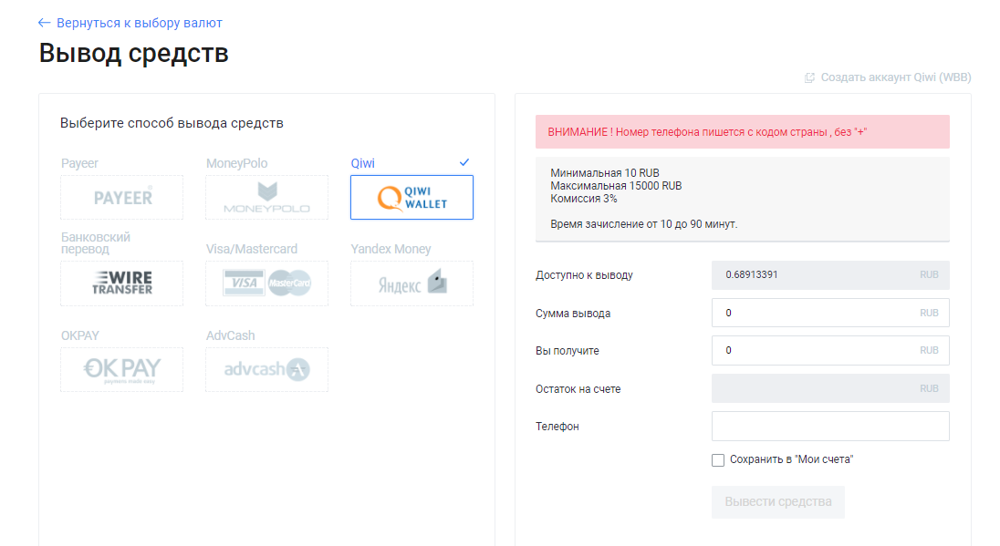 Вернуться к выбору валют
Вывод средств
Создать аккаунт Qiwi (WBB)
Выберите способ вывода средств
Payeer
MoneyPolo
Qiwi
PAYEER
MONEYPOLO
QIWI
WALLET
Банковский
перевод
Visa/Mastercard
Yandex Money
WIRE
TRANSFER
VISA
MasterCard
Яндекс
OKPAY
AdvCash
OK PAY
payments made easy
advcash
ВНИМАНИЕ ! Номер телефона пишется с кодом страны , без "+"
Минимальная 10 RUB
Максимальная 15000 RUB
Комиссия 3%
Время зачисление от 10 до 90 минут.
Доступно к выводу
0.68913391
RUB
Сумма вывода
0
RUB
Вы получите
0
RUB
Остаток на счете
RUB
Телефон
Сохранить в "Мои счета"
Вывести средства